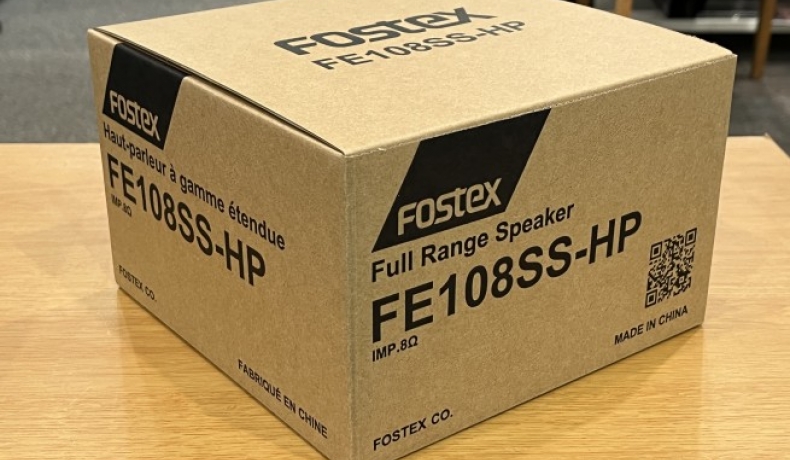 Fostex
FE108SS-HP
Fostex
Haut-parleur à gamme étendue
FE108SS-HP
IMP.8Ω
FOSTEX CO.
FABRIQUÉ EN CHINE
Fostex
Full Range Speaker
FE108SS-HP
IMP.8Ω
MADE IN CHINA
FOSTEX CO.